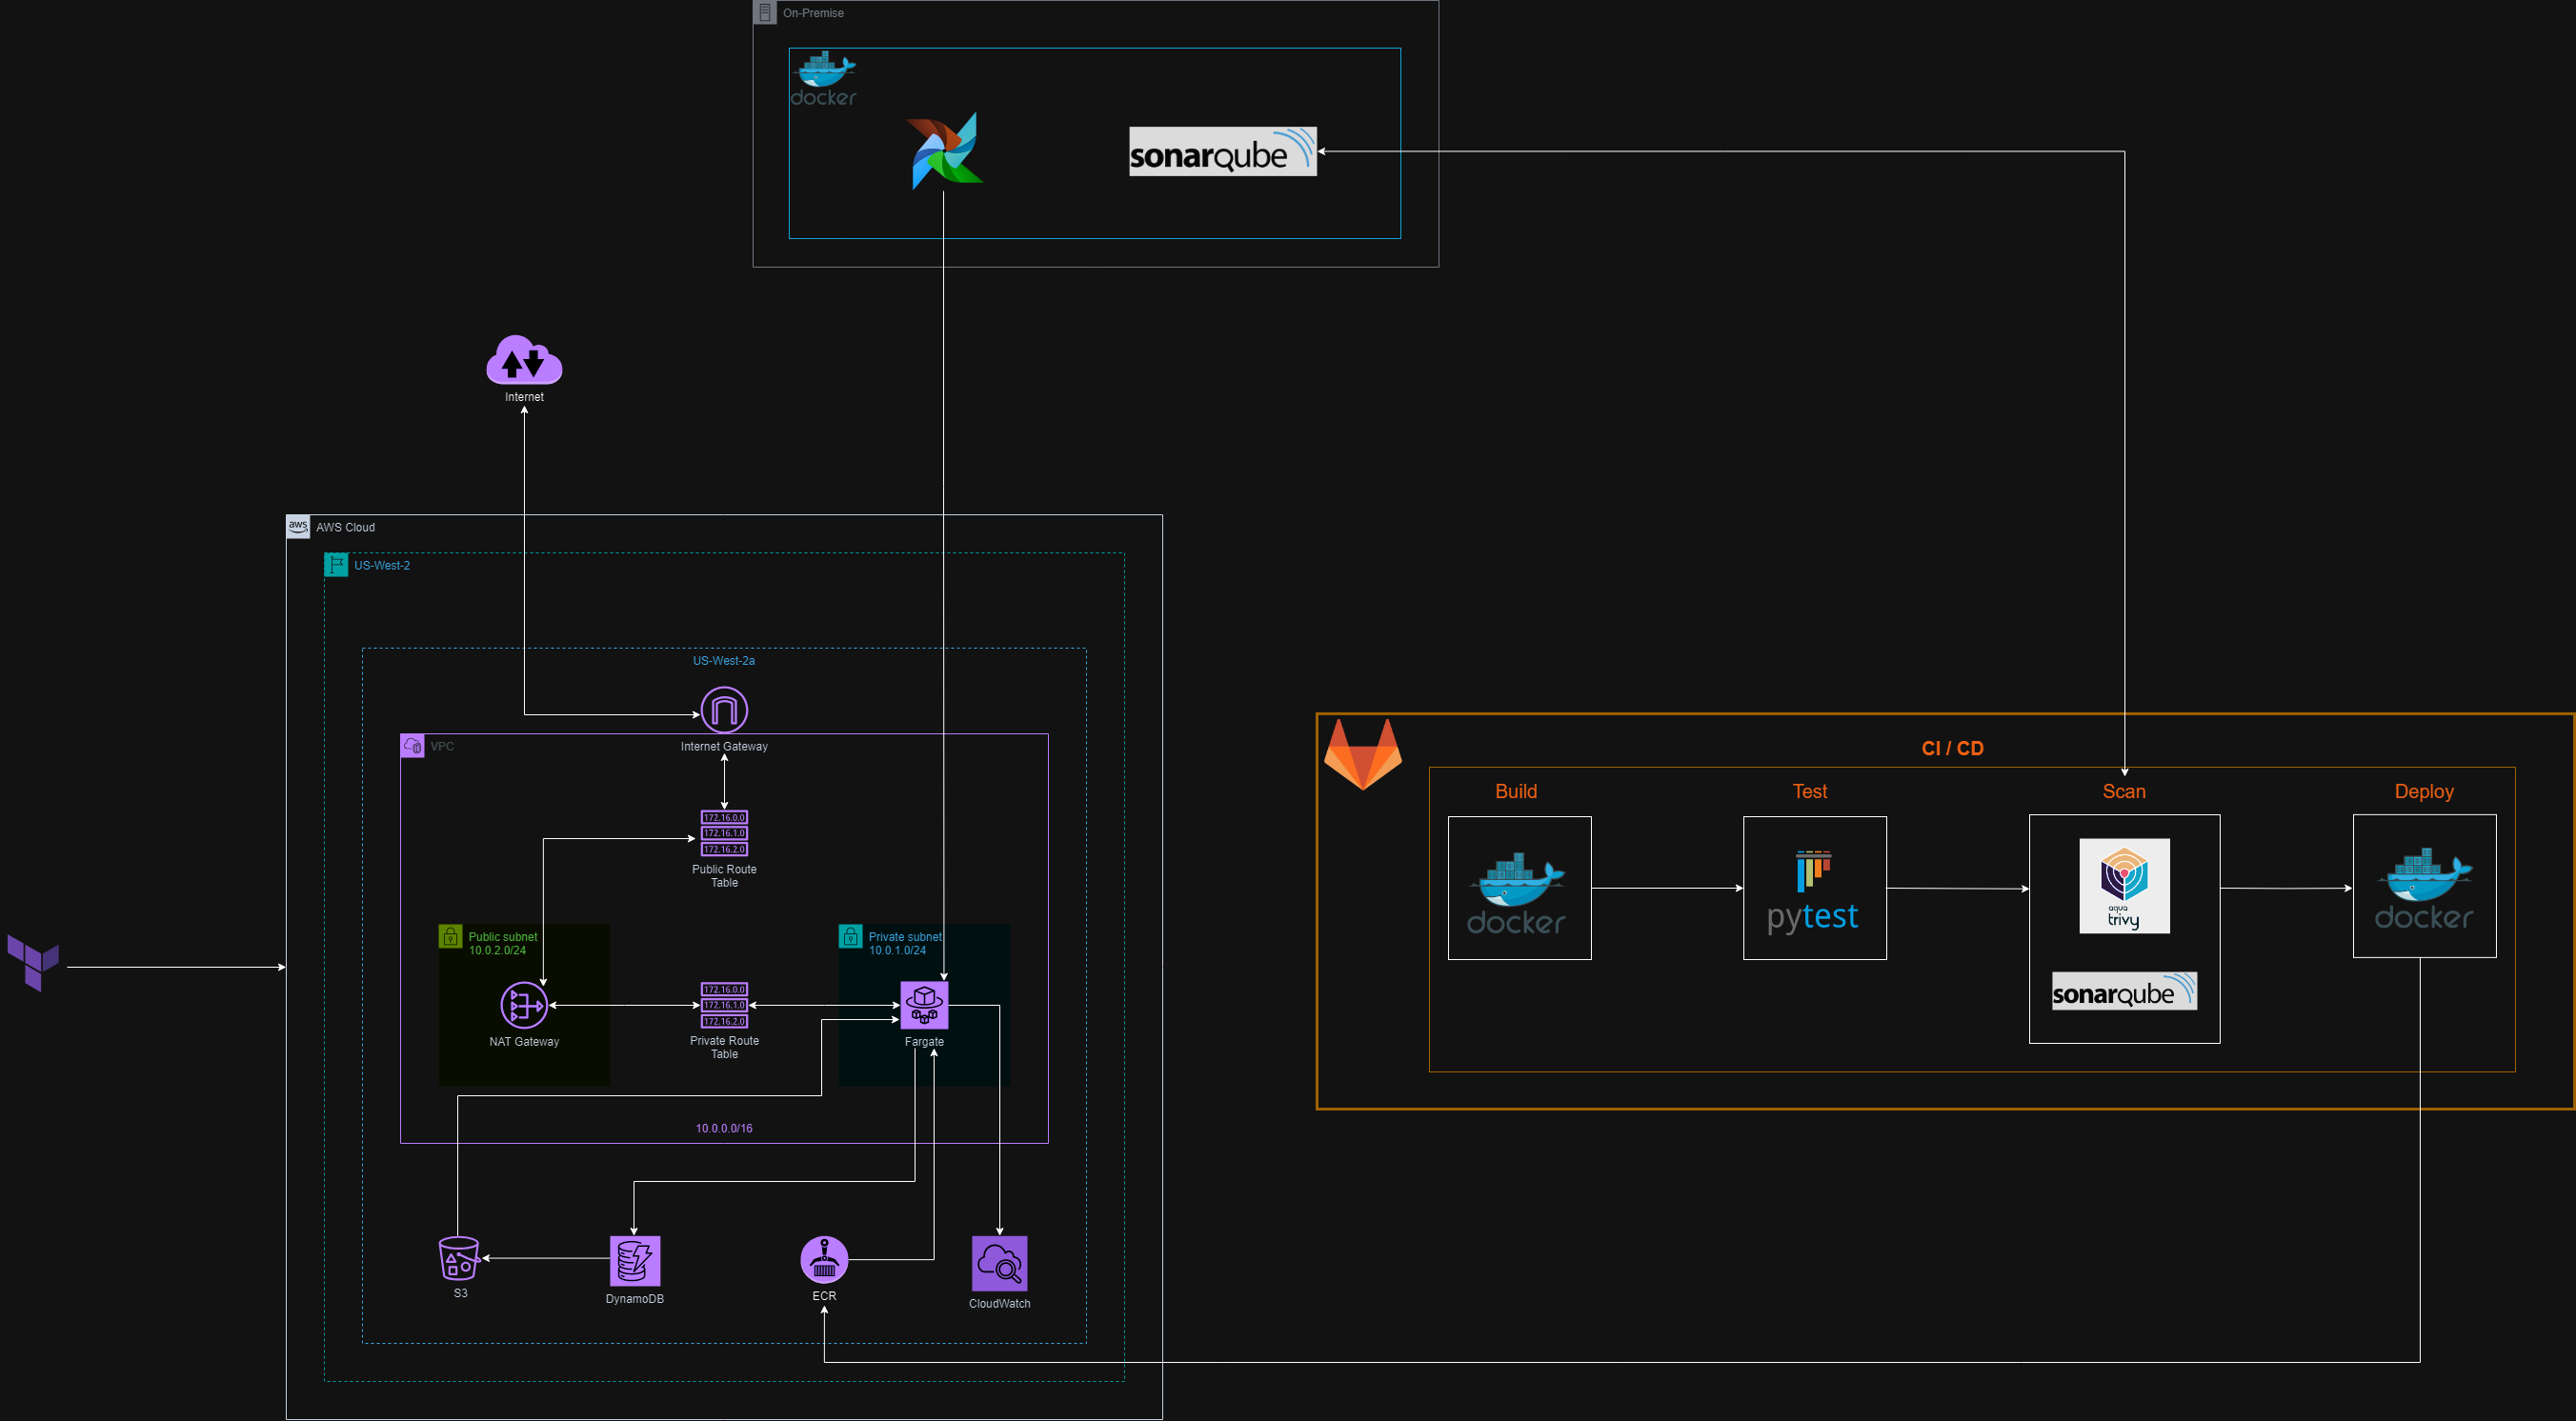 On-Premise
docker
sonarqube
Internet
aws
AWS Cloud
US-West-2
US-West-2a
Internet Gateway
VPC
172.16.0.0
172.16.1.0
172.16.2.0
Public Route
Table
Public subnet
10.0.2.0/24
Private subnet
10.0.1.0/24
NAT Gateway
172.16.0.0
172.16.1.0
172.16.2.0
Private Route
Table
Fargate
10.0.0.0/16
S3
DynamoDB
ECR
CloudWatch
CI / CD
Build
Test
Scan
Deploy
docker
pytest
aqua
trivy
sonarqube
docker